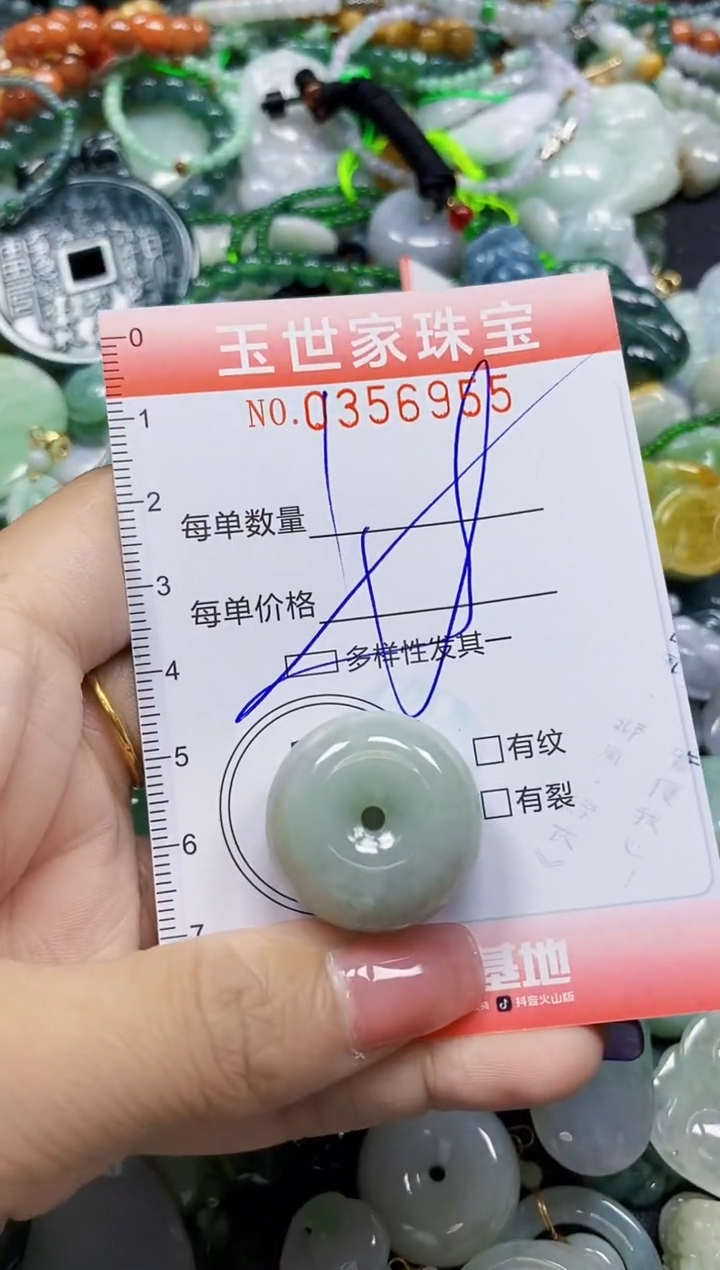 玉世家珠宝
NO.0356955
0
1
2
3
4
5
6
7
每单数量
每单价格
多样性发其一
有纹
有裂
基地
抖音火山版